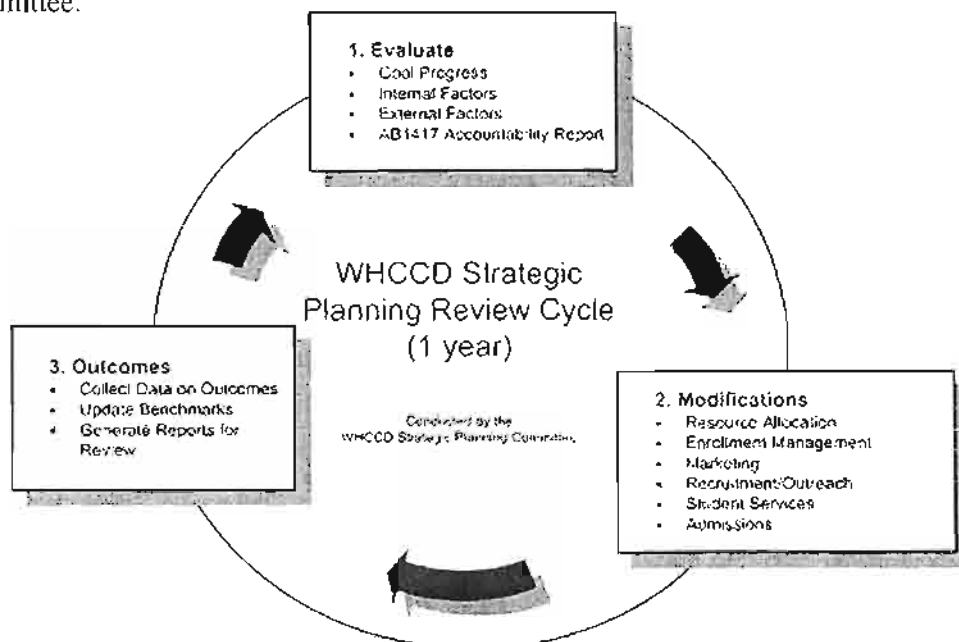 mittee.
1. Evaluate
• Goal Progress
• Internal Factors
• External Factors
• AB1417 Accountability Report
WHCCD Strategic
Planning Review Cycle
(1 year)
Conducted by the
WHCCD Strategic Planning Committee
3. Outcomes
• Collect Data on Outcomes
• Update Benchmarks
• Generate Reports for
Review
2. Modifications
• Resource Allocation
• Enrollment Management
• Marketing
• Recruitment/Outreach
• Student Services
• Admissions